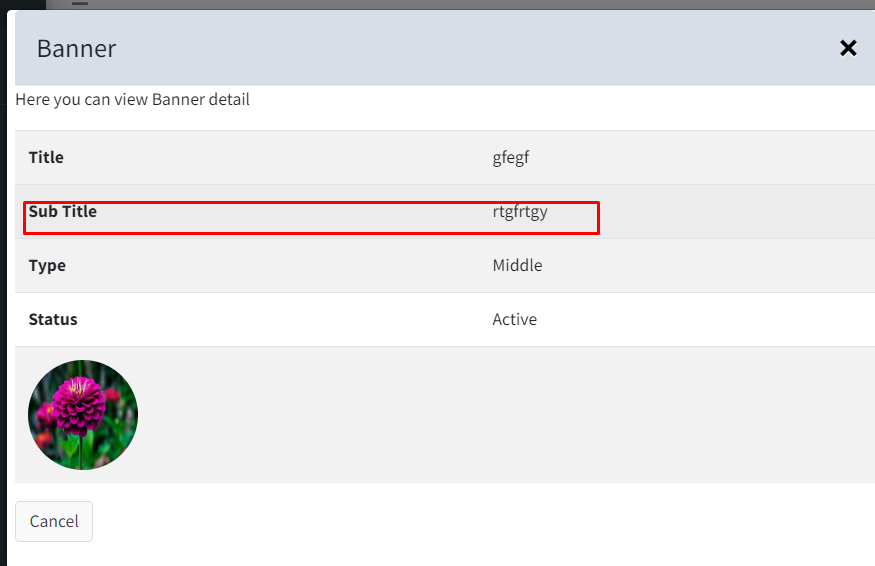 Banner
Here you can view Banner detail
Title gfegf
Sub Title rtgfrtgy
Type Middle
Status Active
Cancel